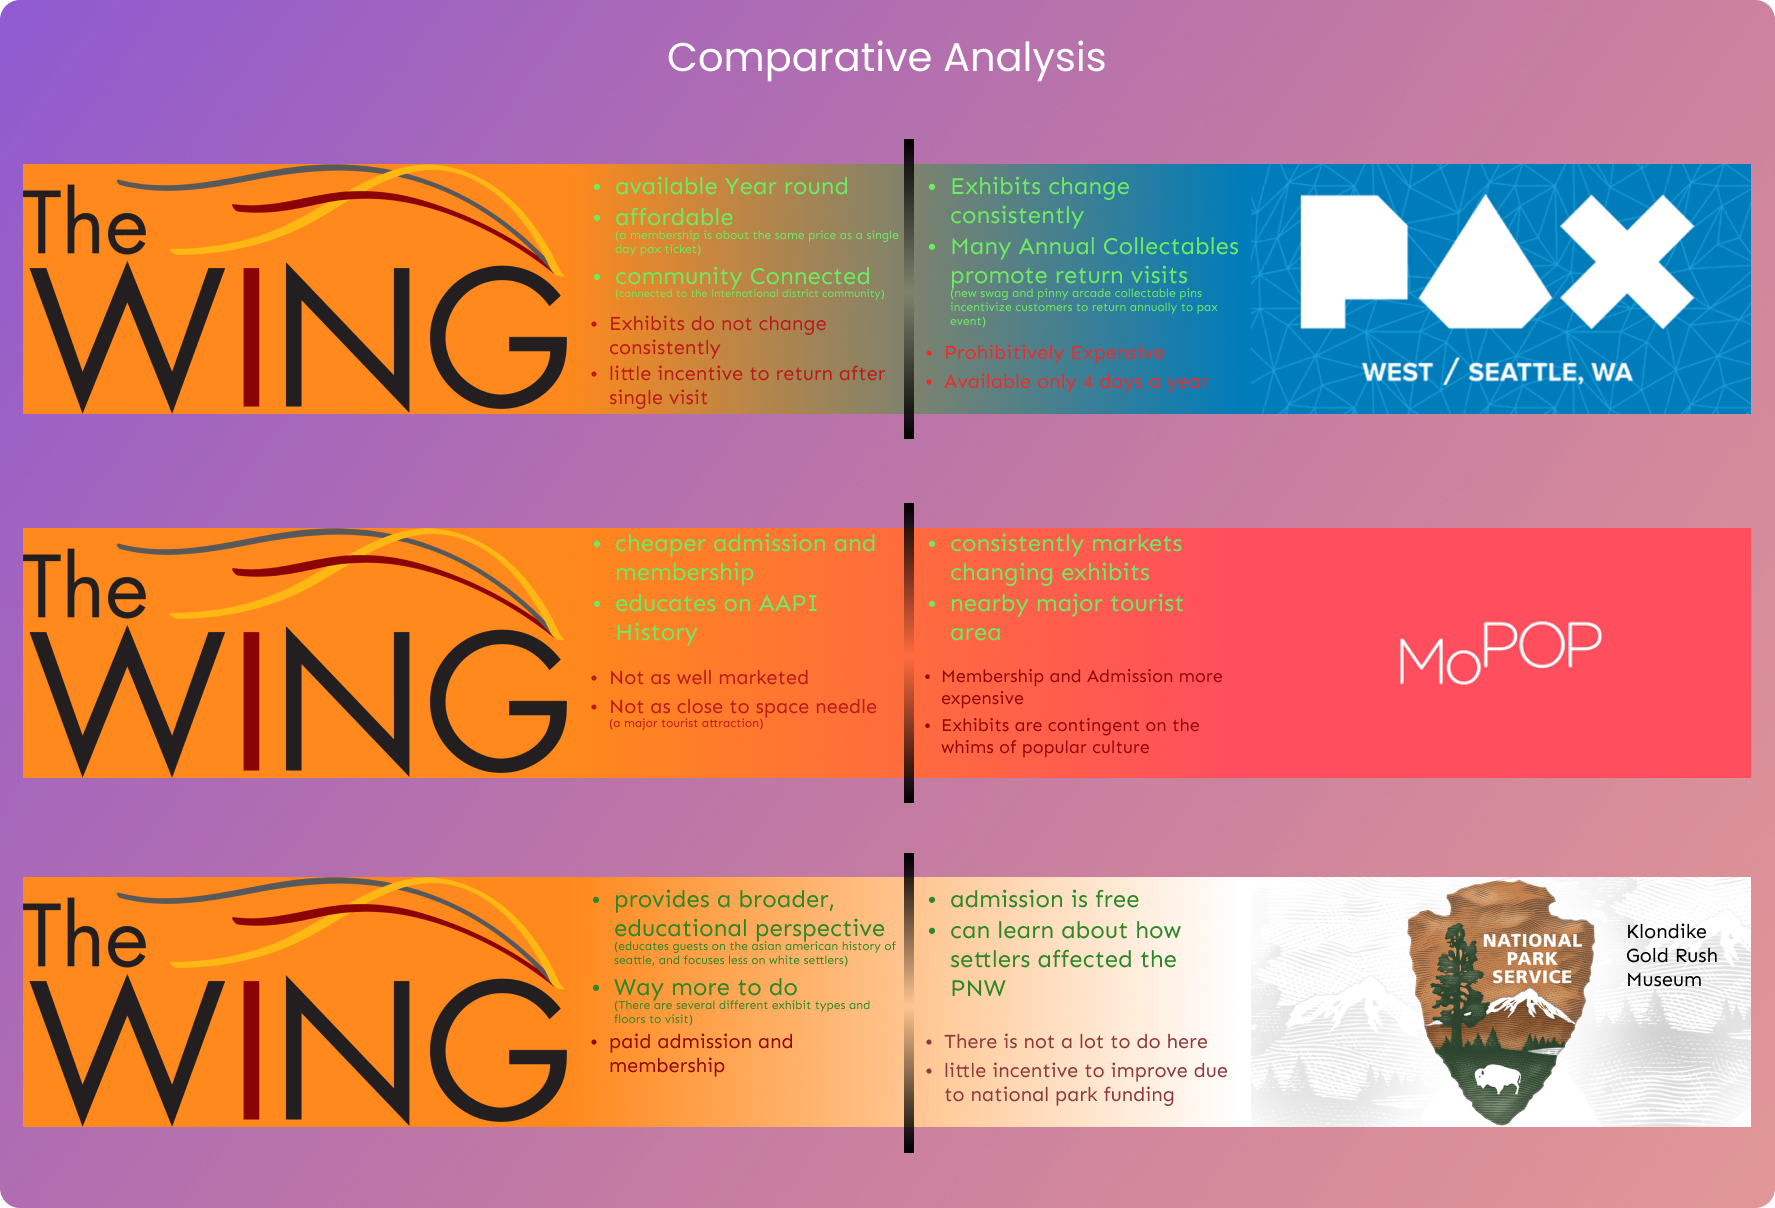 Comparative Analysis
The
WING
• available Year round
• affordable
(a membership is about the same price as a single
day pax ticket)
• community Connected
(connected to the international district community)
• Exhibits do not change
consistently
• little incentive to return after
single visit
• Exhibits change
consistently
• Many Annual Collectables
promote return visits
(new swag and pinny arcade collectable pins
incentivize customers to return annually to pax
event)
• Prohibitively Expensive
• Available only 4 days a year
PAX
WEST / SEATTLE, WA
The
WING
• cheaper admission and
membership
• educates on AAPI
History
• Not as well marketed
• Not as close to space needle
(a major tourist attraction)
• consistently markets
changing exhibits
• nearby major tourist
area
• Membership and Admission more
expensive
• Exhibits are contingent on the
whims of popular culture
MoPOP
The
WING
• provides a broader,
educational perspective
(educates guests on the asian american history of
seattle, and focuses less on white settlers)
• Way more to do
(There are several different exhibit types and
floors to visit)
• paid admission and
membership
• admission is free
• can learn about how
settlers affected the
PNW
• There is not a lot to do here
• little incentive to improve due
to national park funding
NATIONAL
PARK
SERVICE
Klondike
Gold Rush
Museum